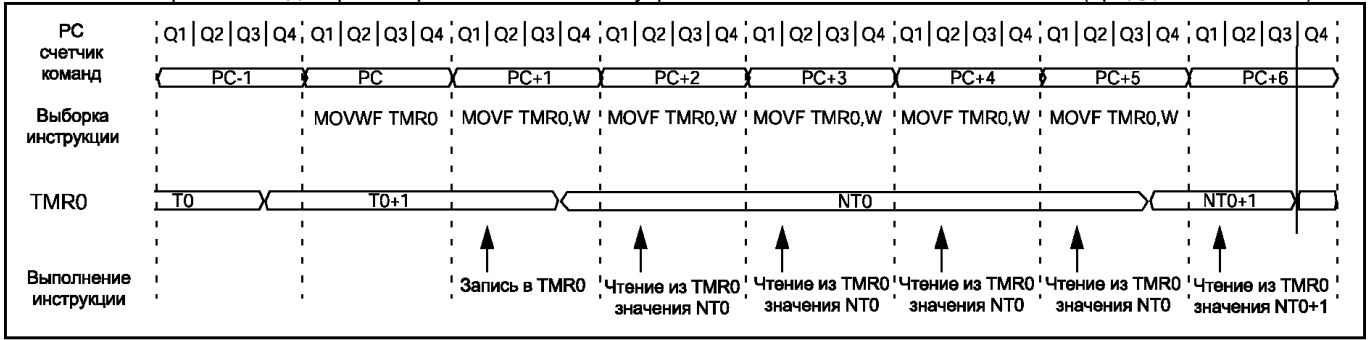 PC
счетчик
команд
Q1 Q2 Q3 Q4 Q1 Q2 Q3 Q4 Q1 Q2 Q3 Q4 Q1 Q2 Q3 Q4 Q1 Q2 Q3 Q4 Q1 Q2 Q3 Q4 Q1 Q2 Q3 Q4 Q1 Q2 Q3 Q4
PC-1 PC PC+1 PC+2 PC+3 PC+4 PC+5 PC+6
Выборка
инструкции
MOVWF TMR0 MOVF TMR0,W MOVF TMR0,W MOVF TMR0,W MOVF TMR0,W MOVF TMR0,W
TMR0
T0 T0+1 NT0 NT0+1
Выполнение
инструкции
Запись в TMR0
Чтение из TMR0
значения NT0
Чтение из TMR0
значения NT0
Чтение из TMR0
значения NT0
Чтение из TMR0
значения NT0
Чтение из TMR0
значения NT0+1